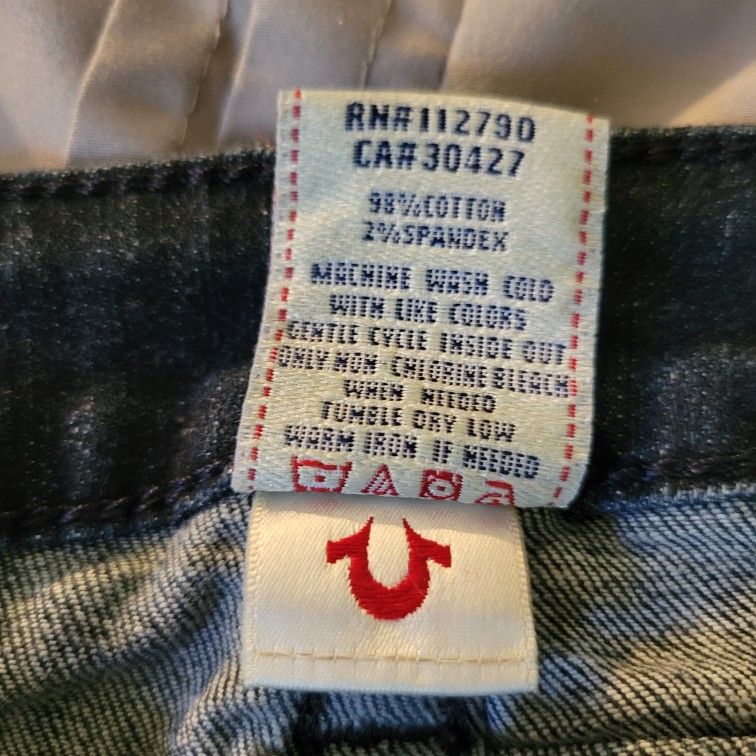 RN#112790
CA#30427
98%COTTON
2%SPANDEX
MACHINE WASH COLD
WITH LIKE COLORS
GENTLE CYCLE INSIDE OUT
ONLY NON CHLORINE BLEACH
WHEN NEEDED
TUMBLE DRY LOW
WARM IRON IF NEEDED